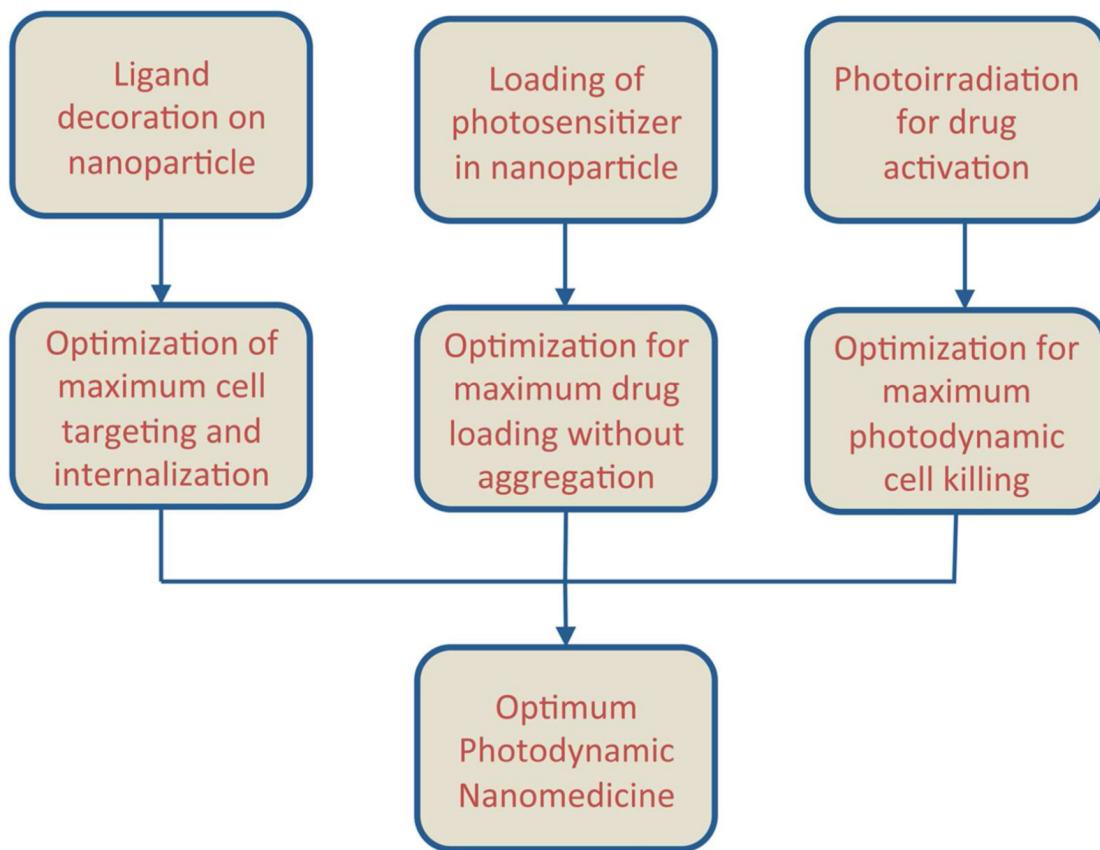 Ligand
decoration on
nanoparticle
Loading of
photosensitizer
in nanoparticle
Photoirradiation
for drug
activation
Optimization of
maximum cell
targeting and
internalization
Optimization for
maximum drug
loading without
aggregation
Optimization for
maximum
photodynamic
cell killing
Optimum
Photodynamic
Nanomedicine